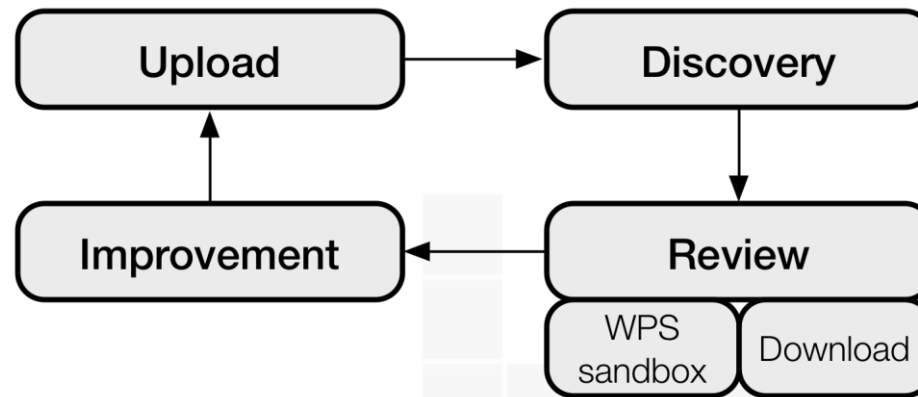 Upload
Discovery
Improvement
Review
WPS
sandbox
Download